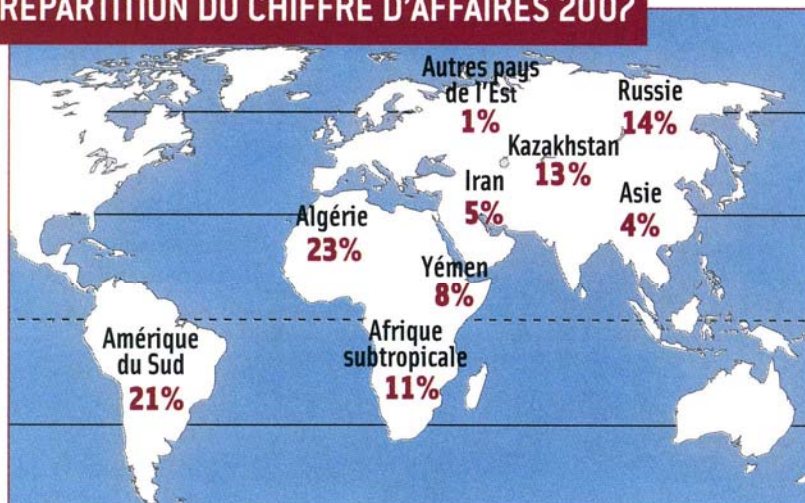 RÉPARTITION DU CHIFFRE D'AFFAIRES 2007
Autres pays
de l'Est
1%
Russie
14%
Kazakhstan
13%
Iran
5%
Asie
4%
Algérie
23%
Yémen
8%
Amérique
du Sud
21%
Afrique
subtropicale
11%